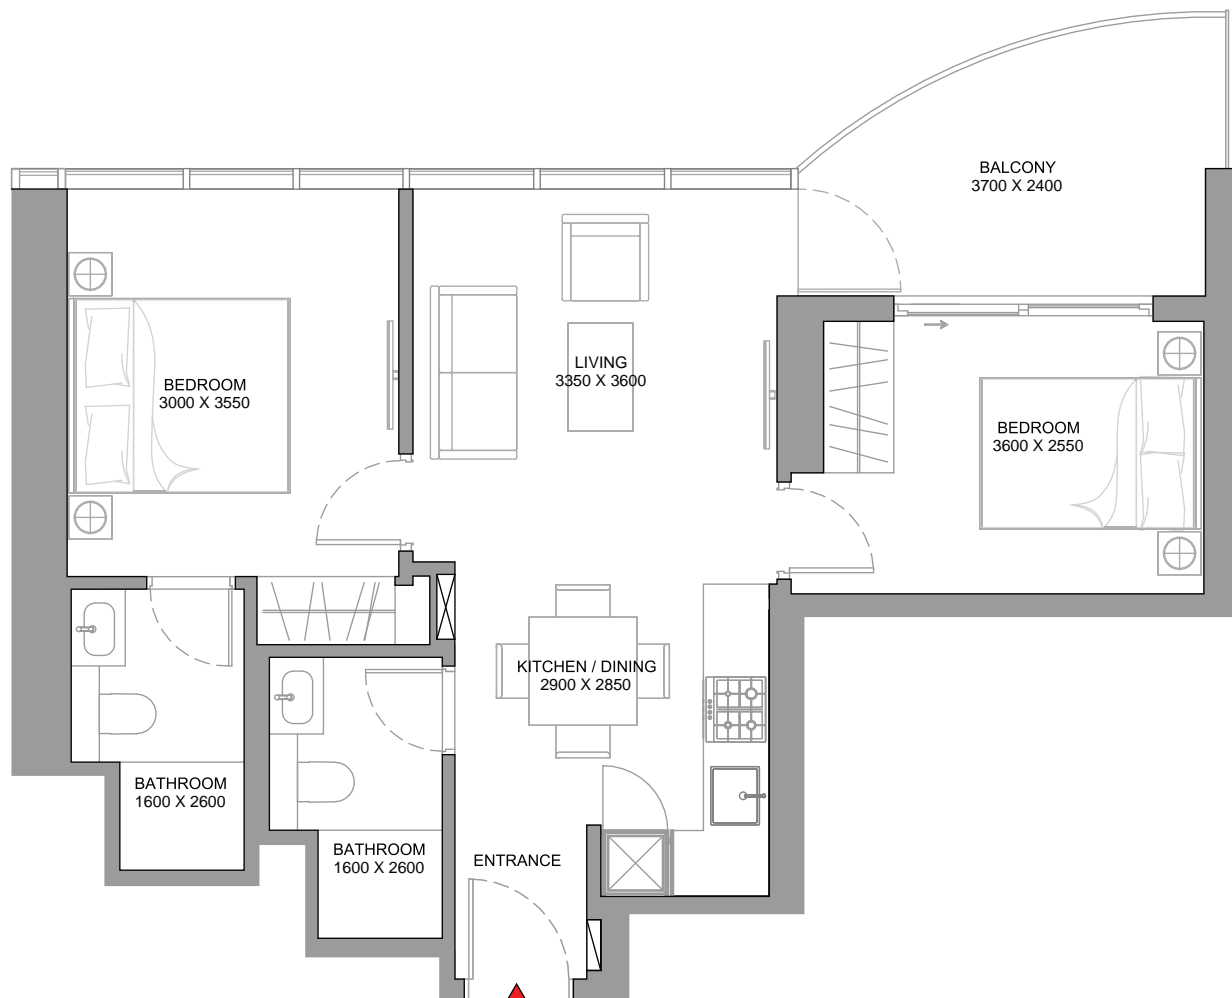 BALCONY
3700 X 2400
LIVING
3350 X 3600
BEDROOM
3000 X 3550
BEDROOM
3600 X 2550
KITCHEN / DINING
2900 X 2850
BATHROOM
1600 X 2600
BATHROOM
1600 X 2600
ENTRANCE